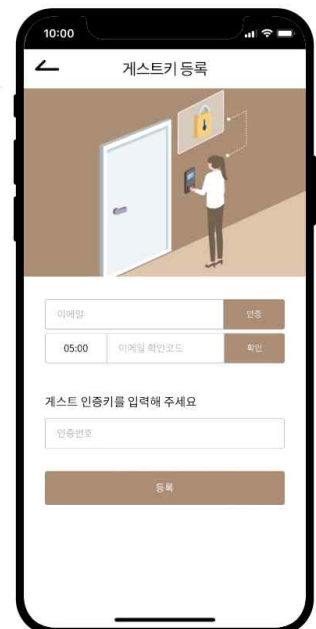 10:00
게스트키 등록
이메일 인증
05:00 이메일 확인코드 확인
게스트 인증키를 입력해 주세요
인증번호
등록